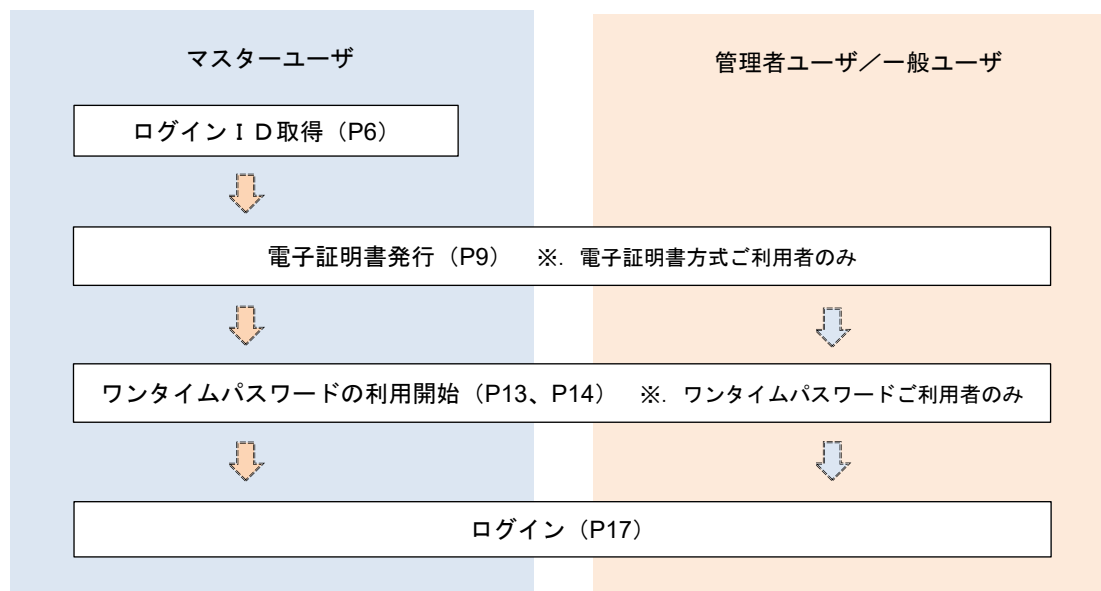 マスターユーザ
管理者ユーザ／一般ユーザ
ログインＩＤ取得（P6）
電子証明書発行（P9）　※. 電子証明書方式ご利用者のみ
ワンタイムパスワードの利用開始（P13、P14）　※. ワンタイムパスワードご利用者のみ
ログイン（P17）